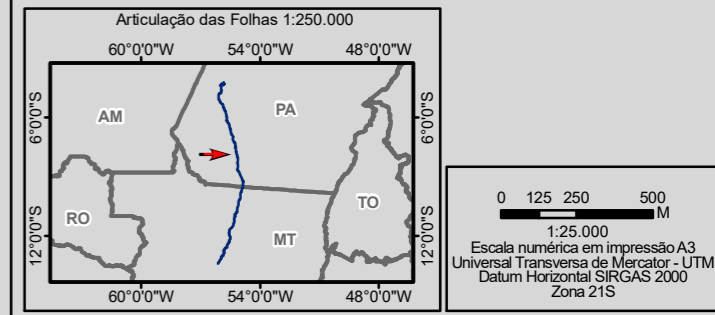 Articulação das Folhas 1:250.000
60°0'0"W 54°0'0"W 48°0'0"W
6°0'0"S 6°0'0"S
AM PA
RO TO
MT
12°0'0"S 12°0'0"S
60°0'0"W 54°0'0"W 48°0'0"W
0 125 250 500
M
1:25.000
Escala numérica em impressão A3
Universal Transversa de Mercator - UTM
Datum Horizontal SIRGAS 2000
Zona 21S